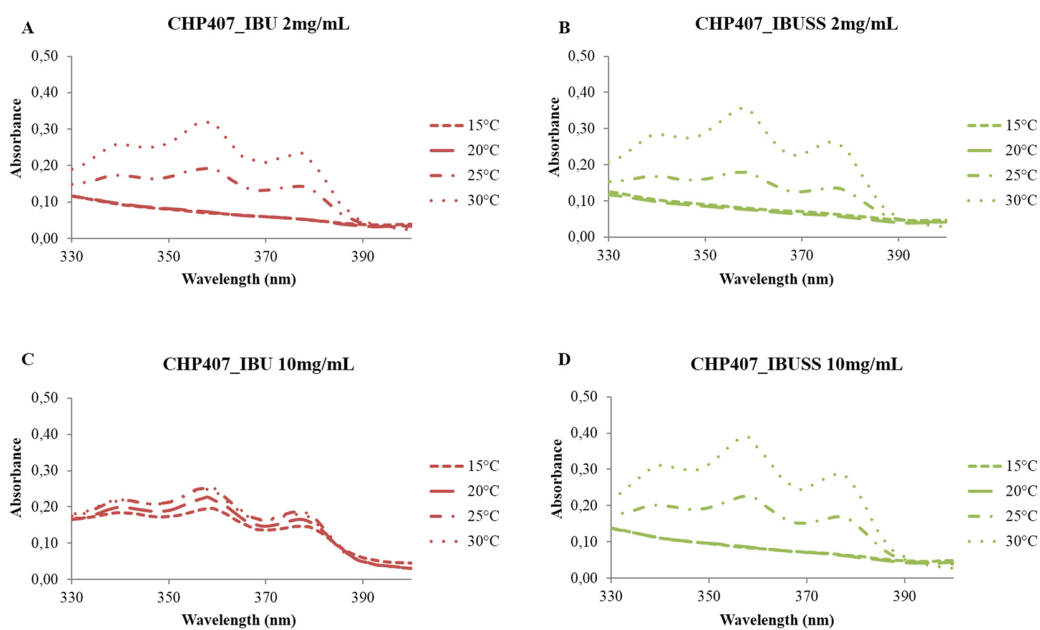 A
CHP407_IBU 2mg/mL
0,50
0,40
0,30
0,20
0,10
0,00
Absorbance
330
350
370
390
Wavelength (nm)
15°C
20°C
25°C
30°C
B
CHP407_IBUSS 2mg/mL
0,50
0,40
0,30
0,20
0,10
0,00
Absorbance
330
350
370
390
Wavelength (nm)
15°C
20°C
25°C
30°C
C
CHP407_IBU 10mg/mL
0,50
0,40
0,30
0,20
0,10
0,00
Absorbance
330
350
370
390
Wavelength (nm)
15°C
20°C
25°C
30°C
D
CHP407_IBUSS 10mg/mL
0,50
0,40
0,30
0,20
0,10
0,00
Absorbance
330
350
370
390
Wavelength (nm)
15°C
20°C
25°C
30°C